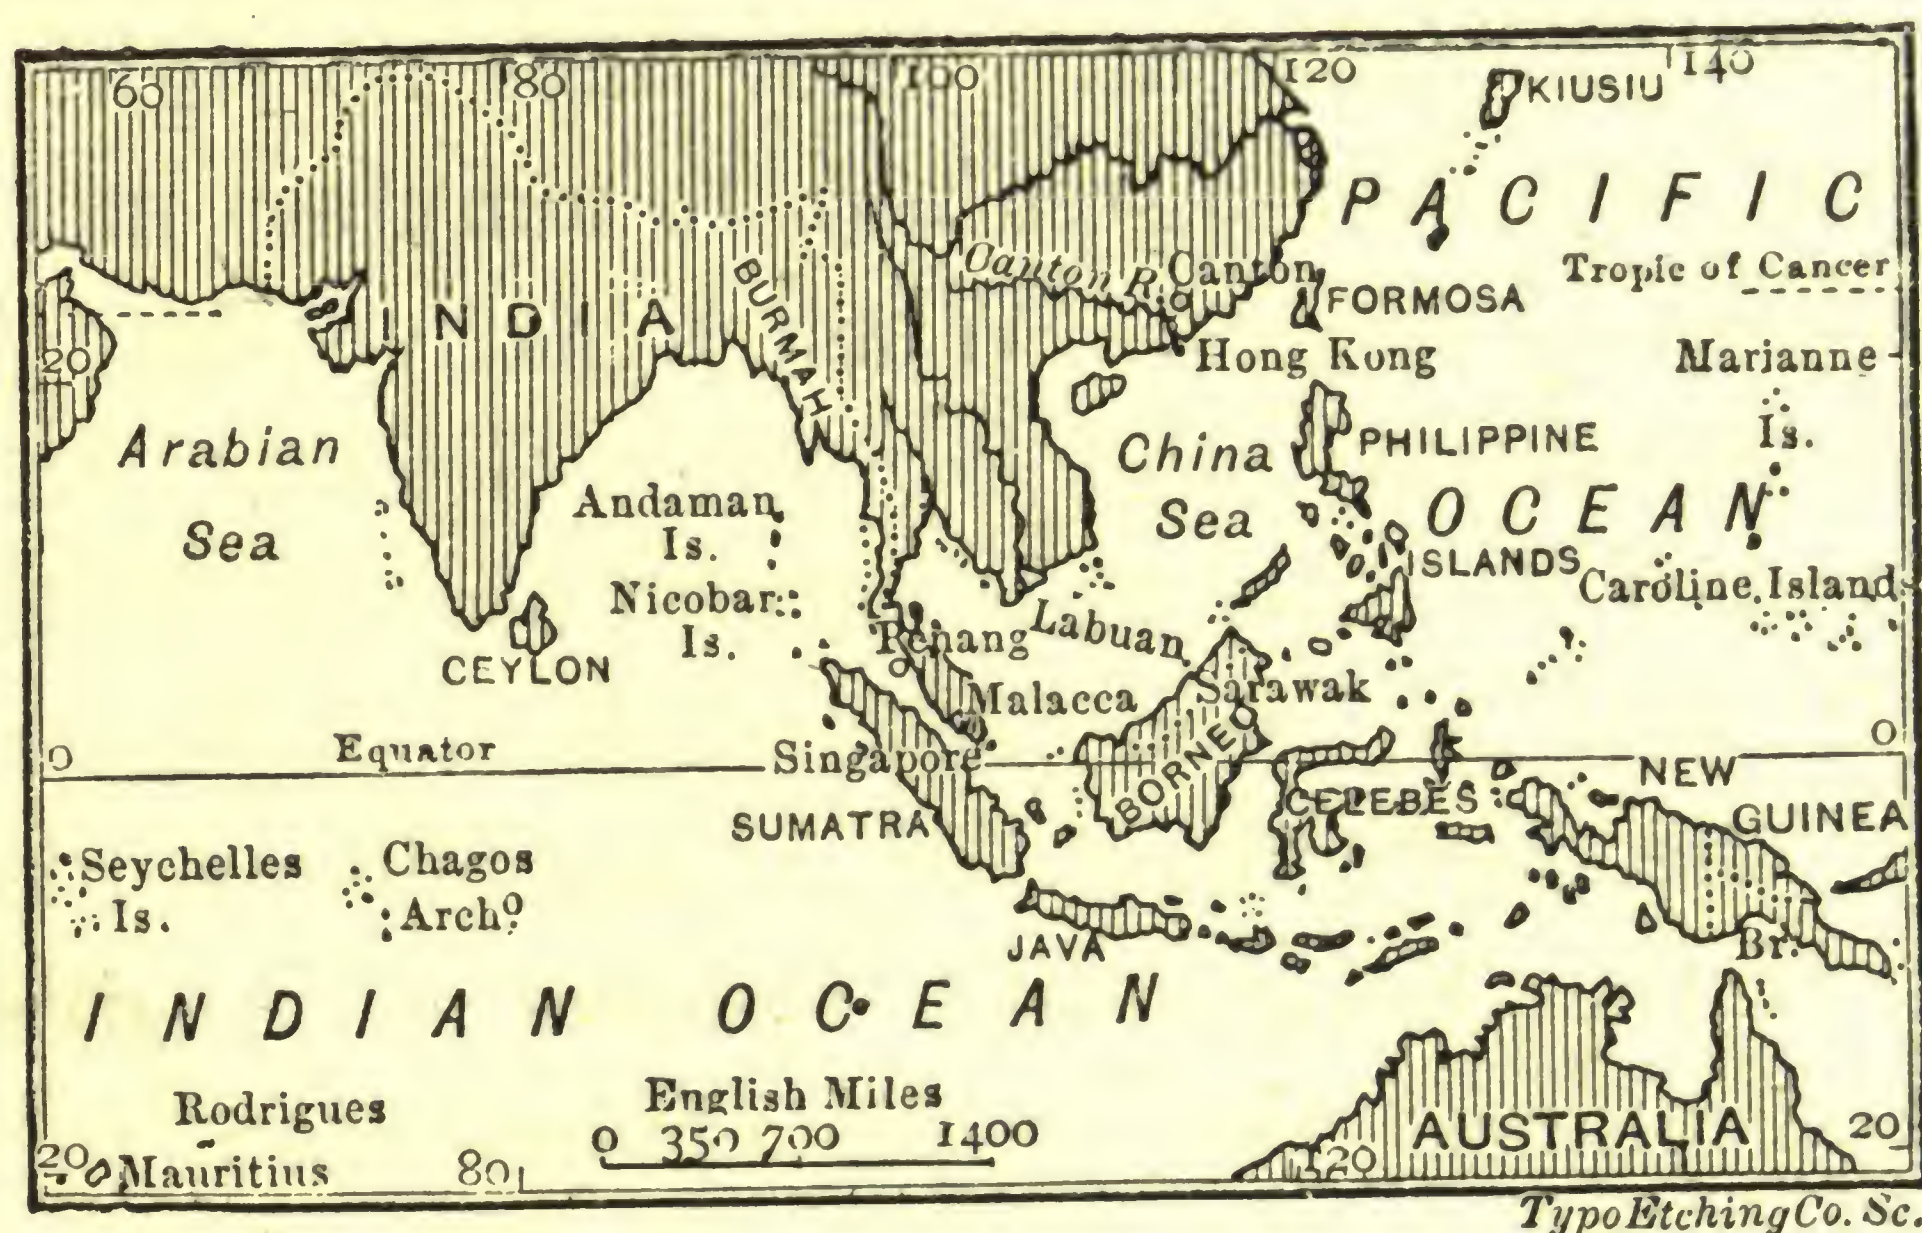 60
80
100
120
140
KIUSIU
PACIFIC
Canton R.
Canton
Tropic of Cancer
BURMAH
INDIA
FORMOSA
20
Hong Kong
Marianne
Is.
Arabian
Sea
China
Sea
PHILIPPINE
OCEAN
ISLANDS
Andaman
Is.
Nicobar
Is.
Caroline Island
CEYLON
Penang
Labuan
Malacca
Sarawak
0
Equator
Singapore
0
BORNEO
CELEBES
NEW
GUINEA
SUMATRA
Seychelles
Is.
Chagos
Archo.
JAVA
Br.
INDIAN OCEAN
Rodrigues
English Miles
0 350 700 1400
AUSTRALIA
20
20
Mauritius
80
120
TypoEtchingCo. Sc.